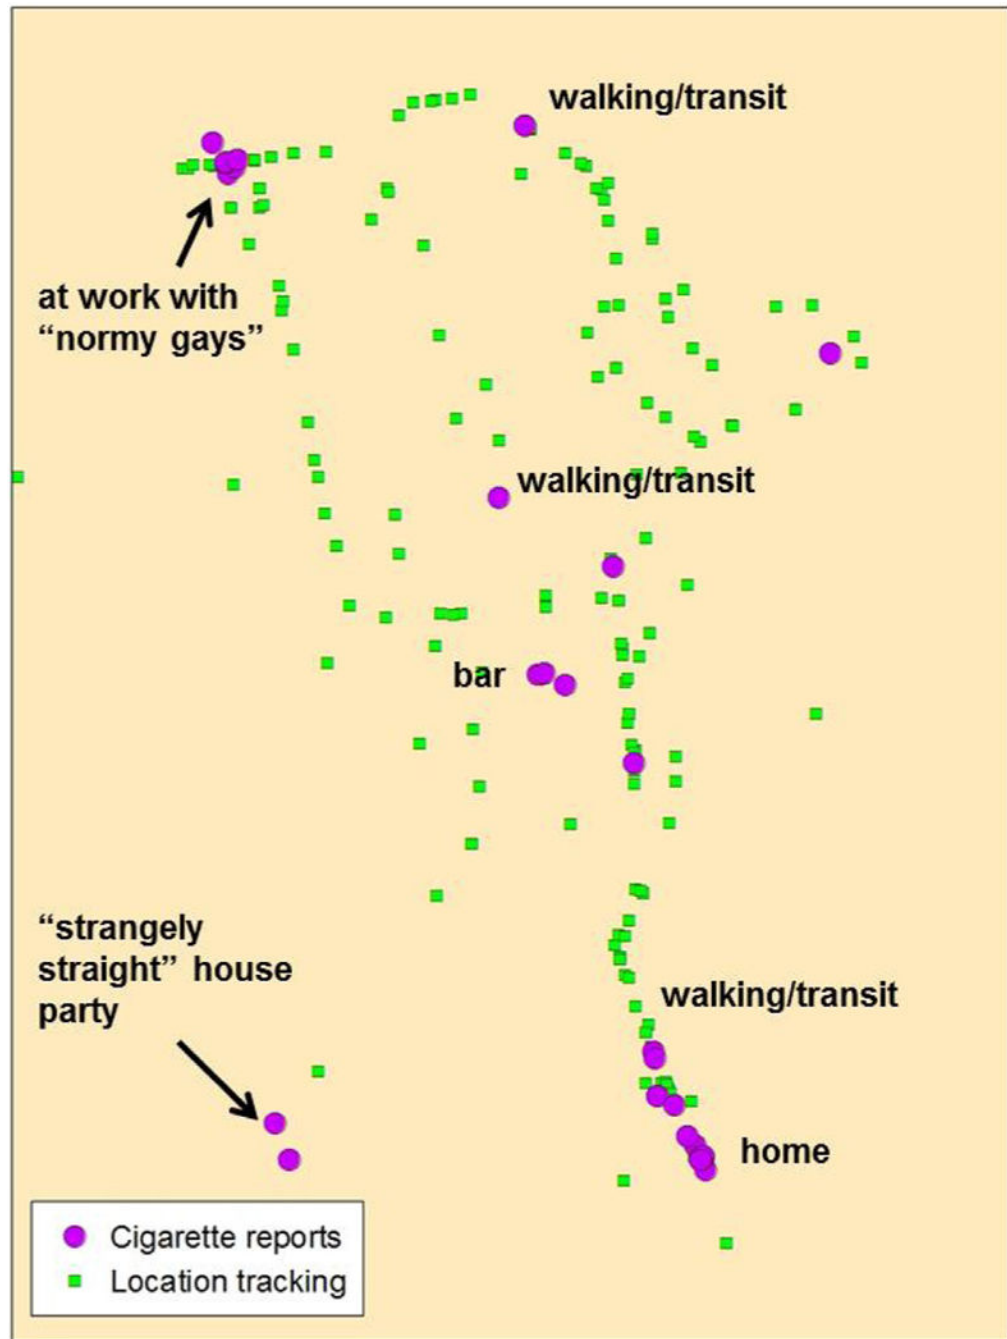 walking/transit
at work with
“normy gays”
walking/transit
bar
“strangely
straight” house
party
walking/transit
home
Cigarette reports
Location tracking